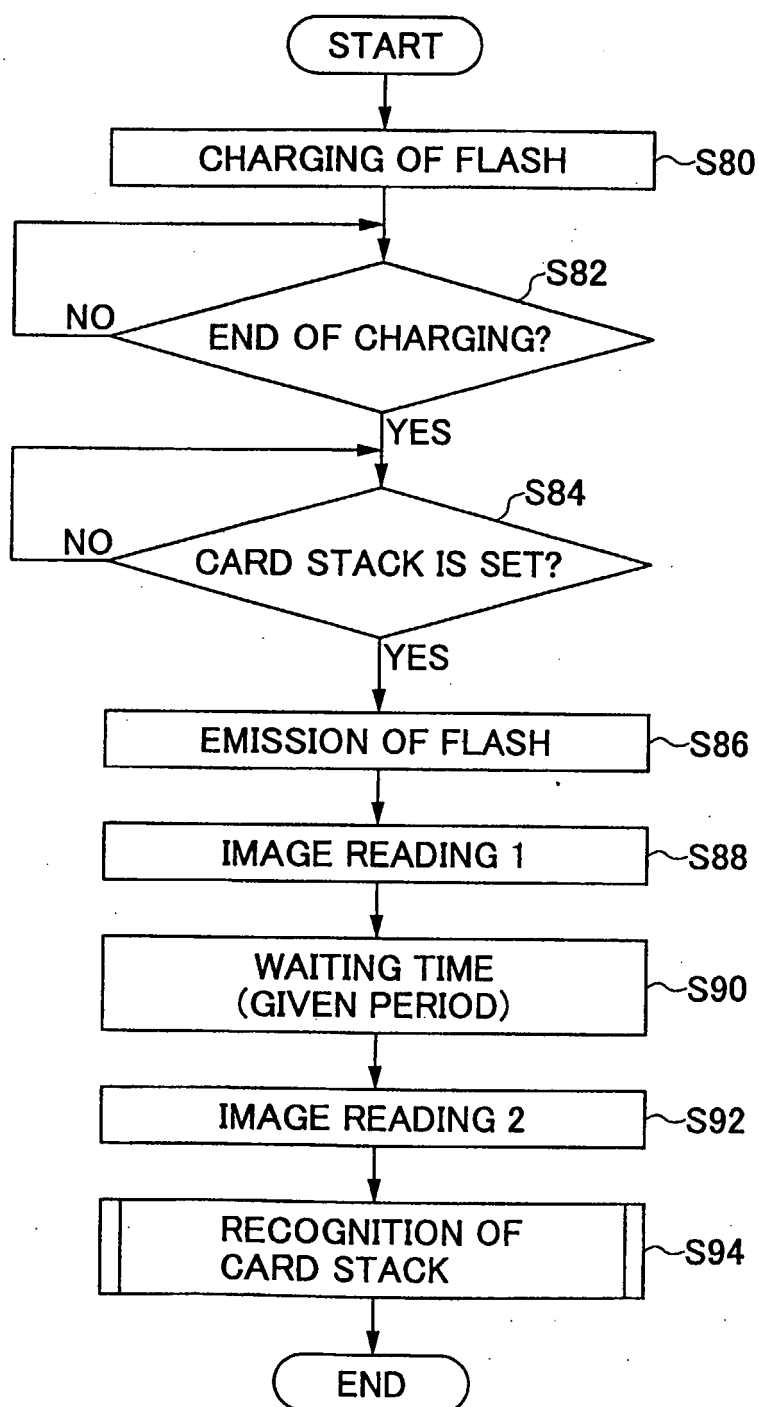 START
CHARGING OF FLASH
S80
S82
NO
END OF CHARGING?
YES
S84
NO
CARD STACK IS SET?
YES
EMISSION OF FLASH
S86
IMAGE READING 1
S88
WAITING TIME
(GIVEN PERIOD)
S90
IMAGE READING 2
S92
RECOGNITION OF
CARD STACK
S94
END